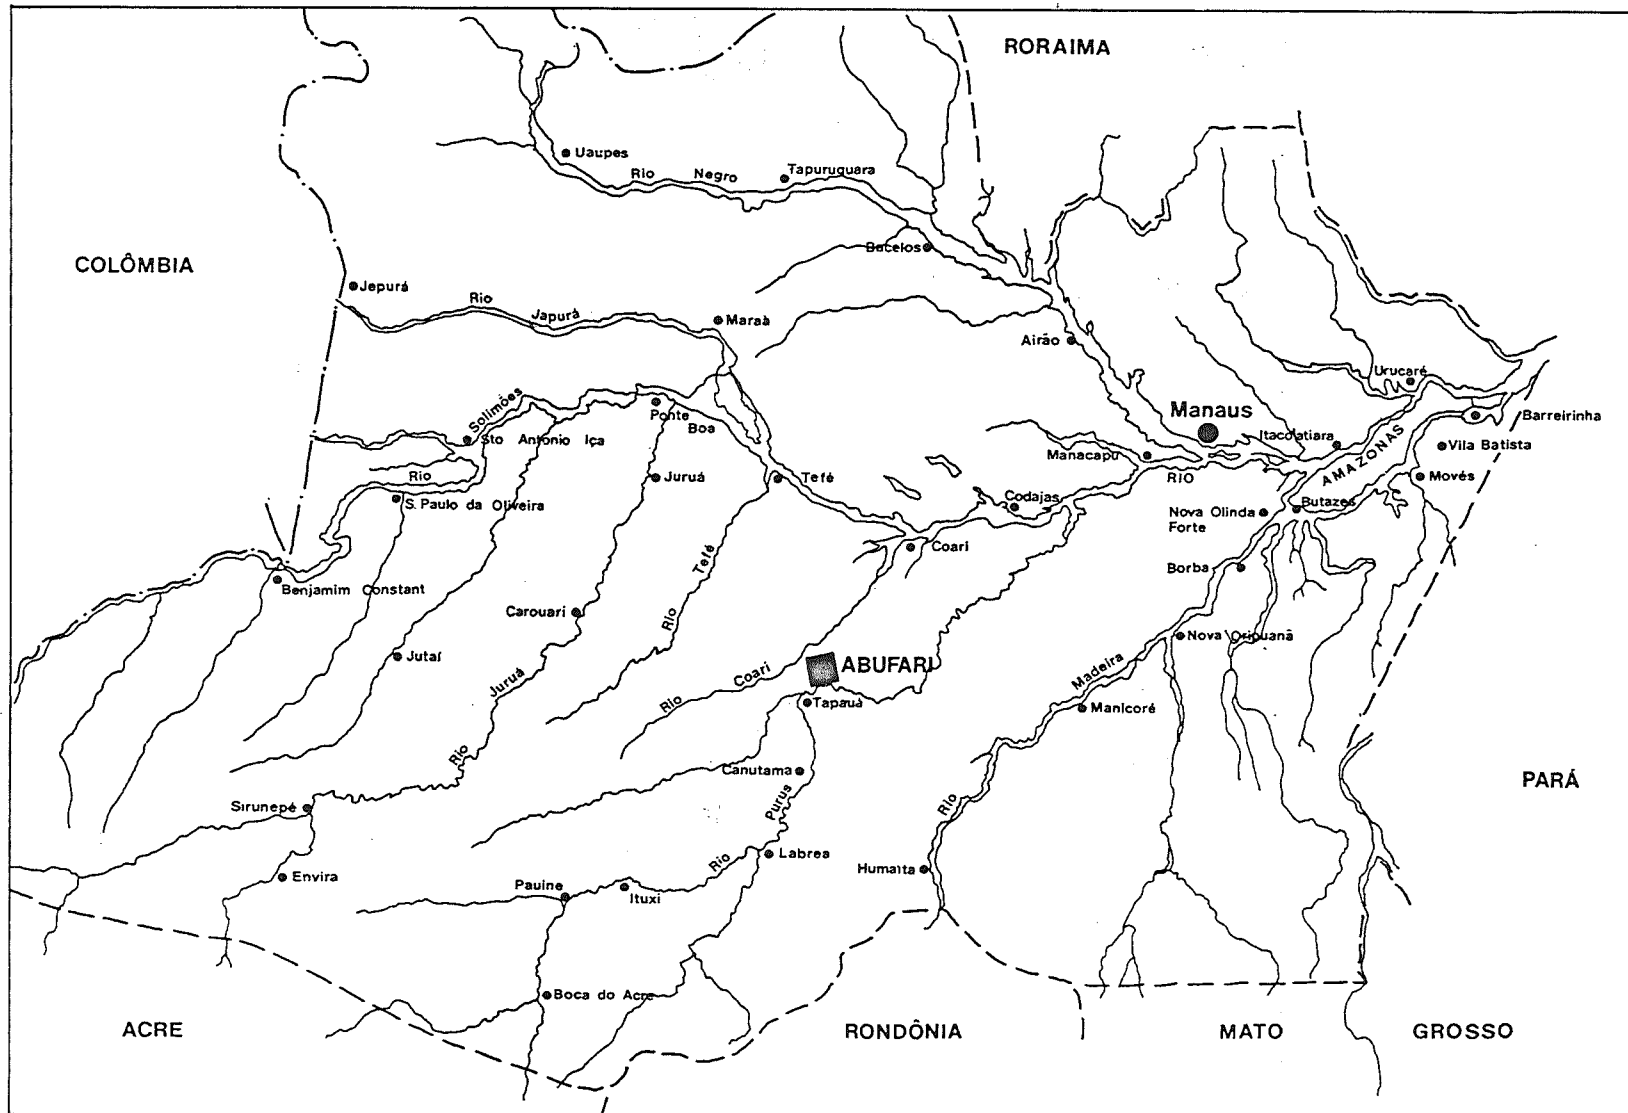 RORAIMA
Uaupes
Rio Negro
Tapuruquara
Bacelos
COLÔMBIA
Jepurá
Rio Japurá
Maraà
Airão
Urucaré
Solimões
Ponte Boa
Manaus
Barreirinha
Sto Antonio Iça
Itacoatiara
AMAZONAS
Vila Batista
Manacapu
RIO
Rio
Juruá
Tefé
Movés
S. Paulo da Oliveira
Codajas
Nova Olinda
Forte
Butazes
Coari
Benjamim Constant
Borba
Rio Tefé
Carouari
Nova Oriouanã
Jutaí
ABUFARI
Rio Coari
Madeira
Rio Juruá
Tapauà
Manicoré
Canutama
PARÁ
Sirunepé
Rio
Rio Purus
Labrea
Humaita
Envira
Pauine
Ituxi
Boca do Acre
ACRE
RONDÔNIA
MATO GROSSO